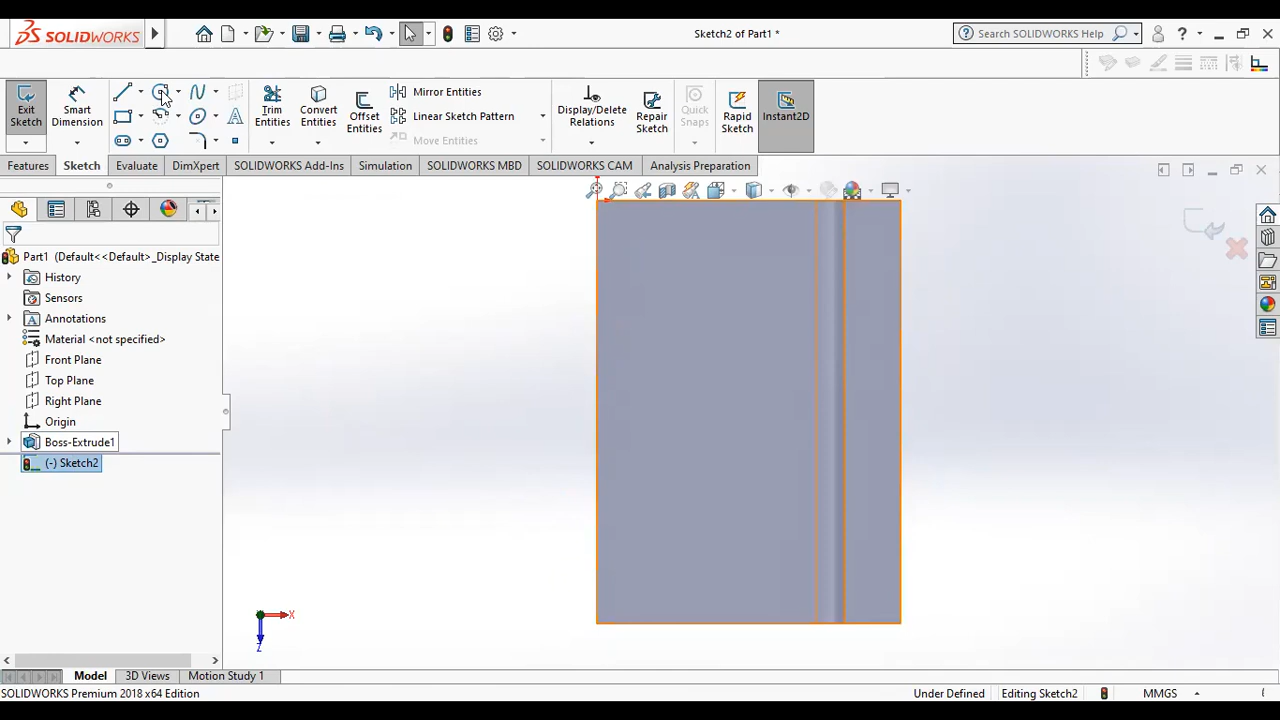 SOLIDWORKS
Sketch2 of Part1 *
Search SOLIDWORKS Help
?
Exit Sketch
Smart Dimension
Trim Entities
Convert Entities
Offset Entities
Mirror Entities
Linear Sketch Pattern
Move Entities
Display/Delete Relations
Repair Sketch
Quick Snaps
Rapid Sketch
Instant2D
Features
Sketch
Evaluate
DimXpert
SOLIDWORKS Add-Ins
Simulation
SOLIDWORKS MBD
SOLIDWORKS CAM
Analysis Preparation
Part1 (Default<<Default>_Display State
History
Sensors
Annotations
Material <not specified>
Front Plane
Top Plane
Right Plane
Origin
Boss-Extrude1
(-) Sketch2
X
Z
Model
3D Views
Motion Study 1
SOLIDWORKS Premium 2018 x64 Edition
Under Defined
Editing Sketch2
MMGS